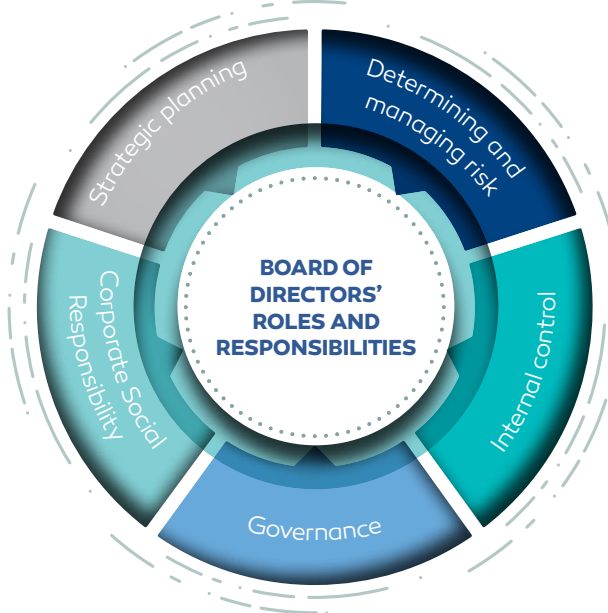 BOARD OF
DIRECTORS’
ROLES AND
RESPONSIBILITIES
Determining and
managing risk
Internal control
Governance
Corporate Social
Responsibility
Strategic planning